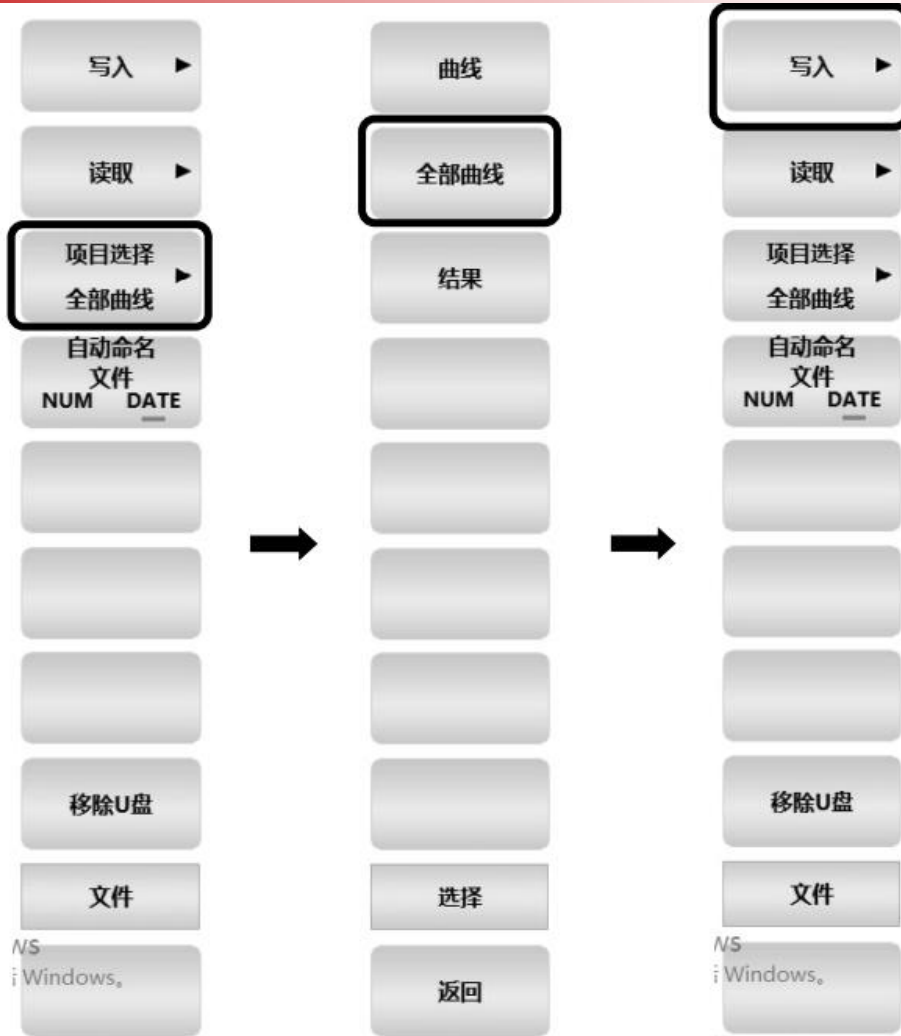 写入
读取
项目选择
全部曲线
自动命名
文件
NUM DATE
移除U盘
文件
Windows。
曲线
全部曲线
结果
选择
返回
写入
读取
项目选择
全部曲线
自动命名
文件
NUM DATE
移除U盘
文件
Windows。